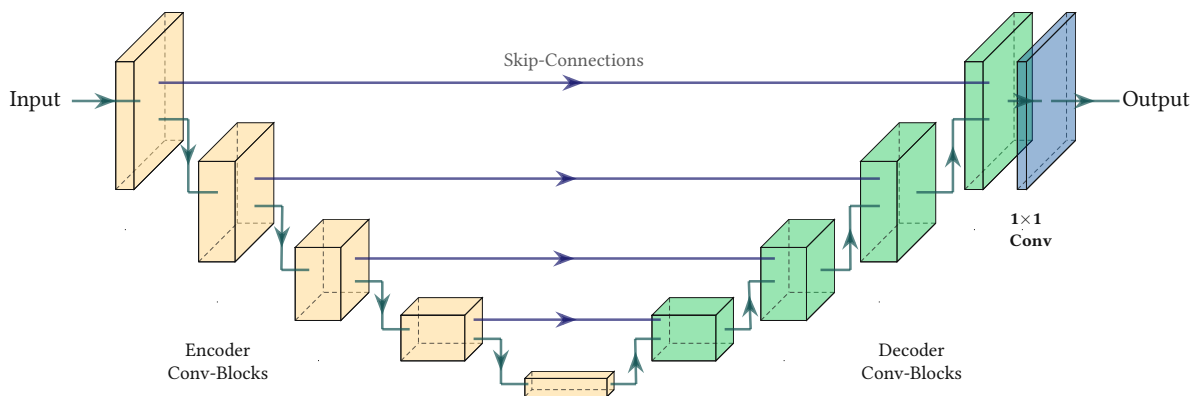 Skip-Connections
Input
Output
1×1
Conv
Encoder
Conv-Blocks
Decoder
Conv-Blocks